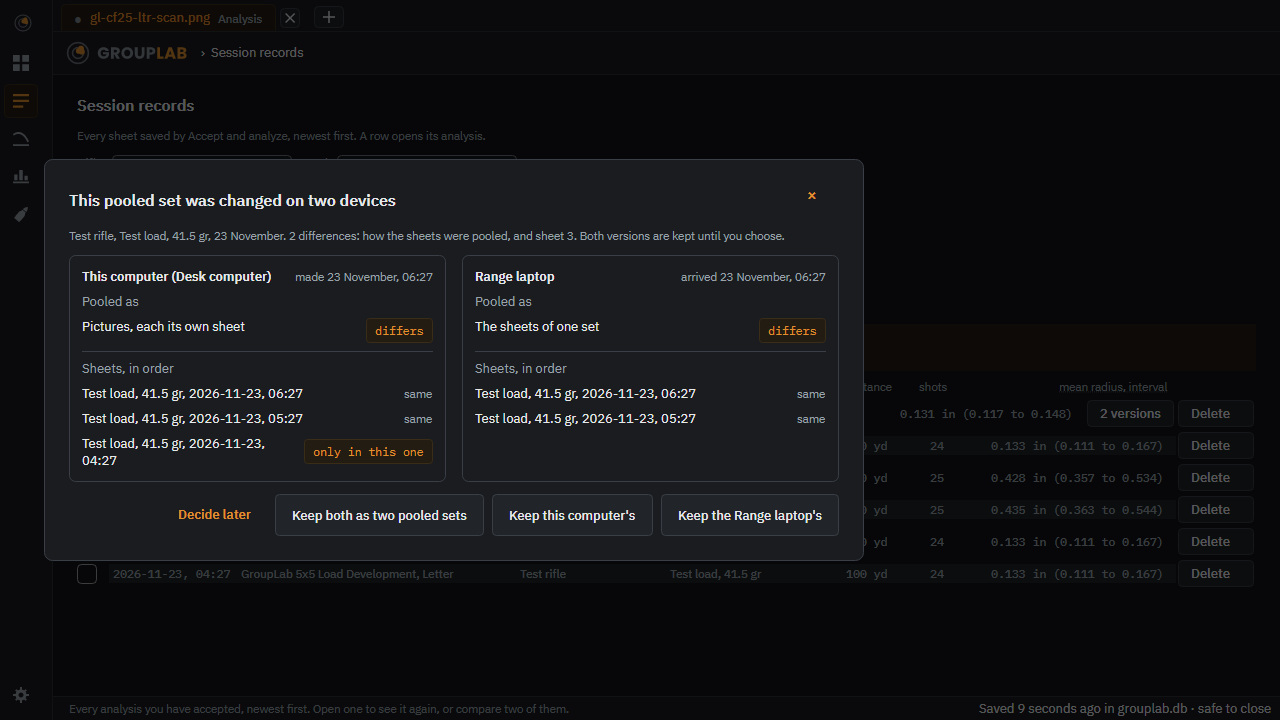 gl-cf25-ltr-scan.png Analysis
GROUPLAB › Session records
Session records
Every sheet saved by Accept and analyze, newest first. A row opens its analysis.
This pooled set was changed on two devices
Test rifle, Test load, 41.5 gr, 23 November. 2 differences: how the sheets were pooled, and sheet 3. Both versions are kept until you choose.
This computer (Desk computer) made 23 November, 06:27
Pooled as
Pictures, each its own sheet differs
Sheets, in order
Test load, 41.5 gr, 2026-11-23, 06:27 same
Test load, 41.5 gr, 2026-11-23, 05:27 same
Test load, 41.5 gr, 2026-11-23,
04:27 only in this one
Range laptop arrived 23 November, 06:27
Pooled as
The sheets of one set differs
Sheets, in order
Test load, 41.5 gr, 2026-11-23, 06:27 same
Test load, 41.5 gr, 2026-11-23, 05:27 same
Decide later Keep both as two pooled sets Keep this computer's Keep the Range laptop's
shots mean radius, interval
0.131 in (0.117 to 0.148) 2 versions Delete
yd 24 0.133 in (0.111 to 0.167) Delete
yd 25 0.428 in (0.357 to 0.534) Delete
yd 25 0.435 in (0.363 to 0.544) Delete
yd 24 0.133 in (0.111 to 0.167) Delete
2026-11-23, 04:27 GroupLab 5x5 Load Development, Letter Test rifle Test load, 41.5 gr 100 yd 24 0.133 in (0.111 to 0.167) Delete
Every analysis you have accepted, newest first. Open one to see it again, or compare two of them.
Saved 9 seconds ago in grouplab.db · safe to close